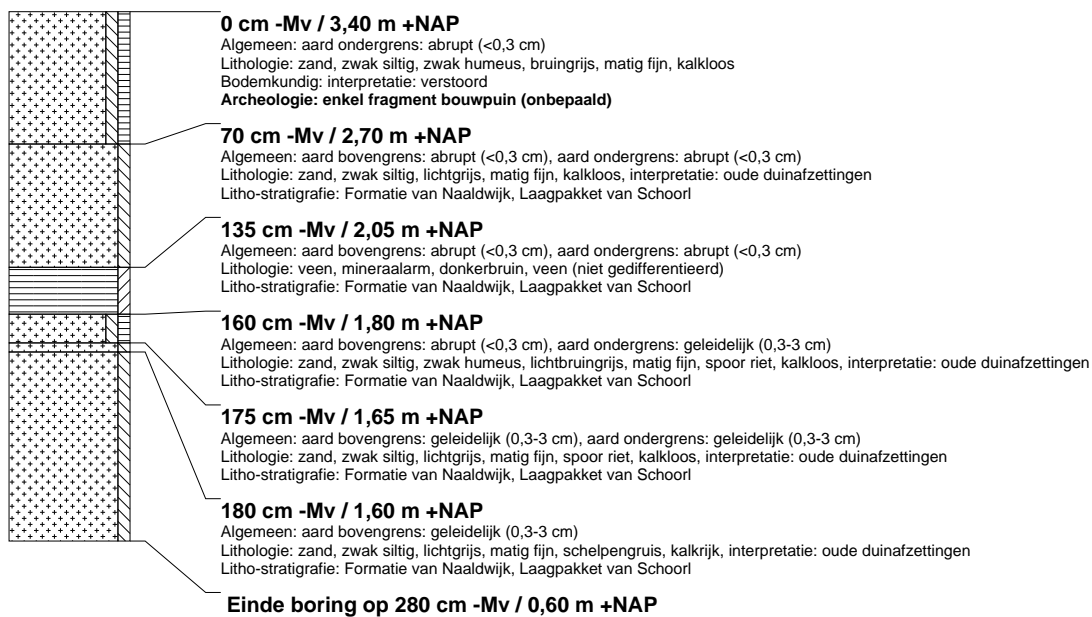 0 cm -Mv / 3,40 m +NAP
Algemeen: aard ondergrens: abrupt (<0,3 cm)
Lithologie: zand, zwak siltig, zwak humeus, bruingrijs, matig fijn, kalkloos
Bodemkundig: interpretatie: verstoord
Archeologie: enkel fragment bouwpuin (onbepaald)
70 cm -Mv / 2,70 m +NAP
Algemeen: aard bovengrens: abrupt (<0,3 cm), aard ondergrens: abrupt (<0,3 cm)
Lithologie: zand, zwak siltig, lichtgrijs, matig fijn, kalkloos, interpretatie: oude duinafzettingen
Litho-stratigrafie: Formatie van Naaldwijk, Laagpakket van Schoorl
135 cm -Mv / 2,05 m +NAP
Algemeen: aard bovengrens: abrupt (<0,3 cm), aard ondergrens: abrupt (<0,3 cm)
Lithologie: veen, mineraalarm, donkerbruin, veen (niet gedifferentieerd)
Litho-stratigrafie: Formatie van Naaldwijk, Laagpakket van Schoorl
160 cm -Mv / 1,80 m +NAP
Algemeen: aard bovengrens: abrupt (<0,3 cm), aard ondergrens: geleidelijk (0,3-3 cm)
Lithologie: zand, zwak siltig, zwak humeus, lichtbruingrijs, matig fijn, spoor riet, kalkloos, interpretatie: oude duinafzettingen
Litho-stratigrafie: Formatie van Naaldwijk, Laagpakket van Schoorl
175 cm -Mv / 1,65 m +NAP
Algemeen: aard bovengrens: geleidelijk (0,3-3 cm), aard ondergrens: geleidelijk (0,3-3 cm)
Lithologie: zand, zwak siltig, lichtgrijs, matig fijn, spoor riet, kalkloos, interpretatie: oude duinafzettingen
Litho-stratigrafie: Formatie van Naaldwijk, Laagpakket van Schoorl
180 cm -Mv / 1,60 m +NAP
Algemeen: aard bovengrens: geleidelijk (0,3-3 cm)
Lithologie: zand, zwak siltig, lichtgrijs, matig fijn, schelpengruis, kalkrijk, interpretatie: oude duinafzettingen
Litho-stratigrafie: Formatie van Naaldwijk, Laagpakket van Schoorl
Einde boring op 280 cm -Mv / 0,60 m +NAP